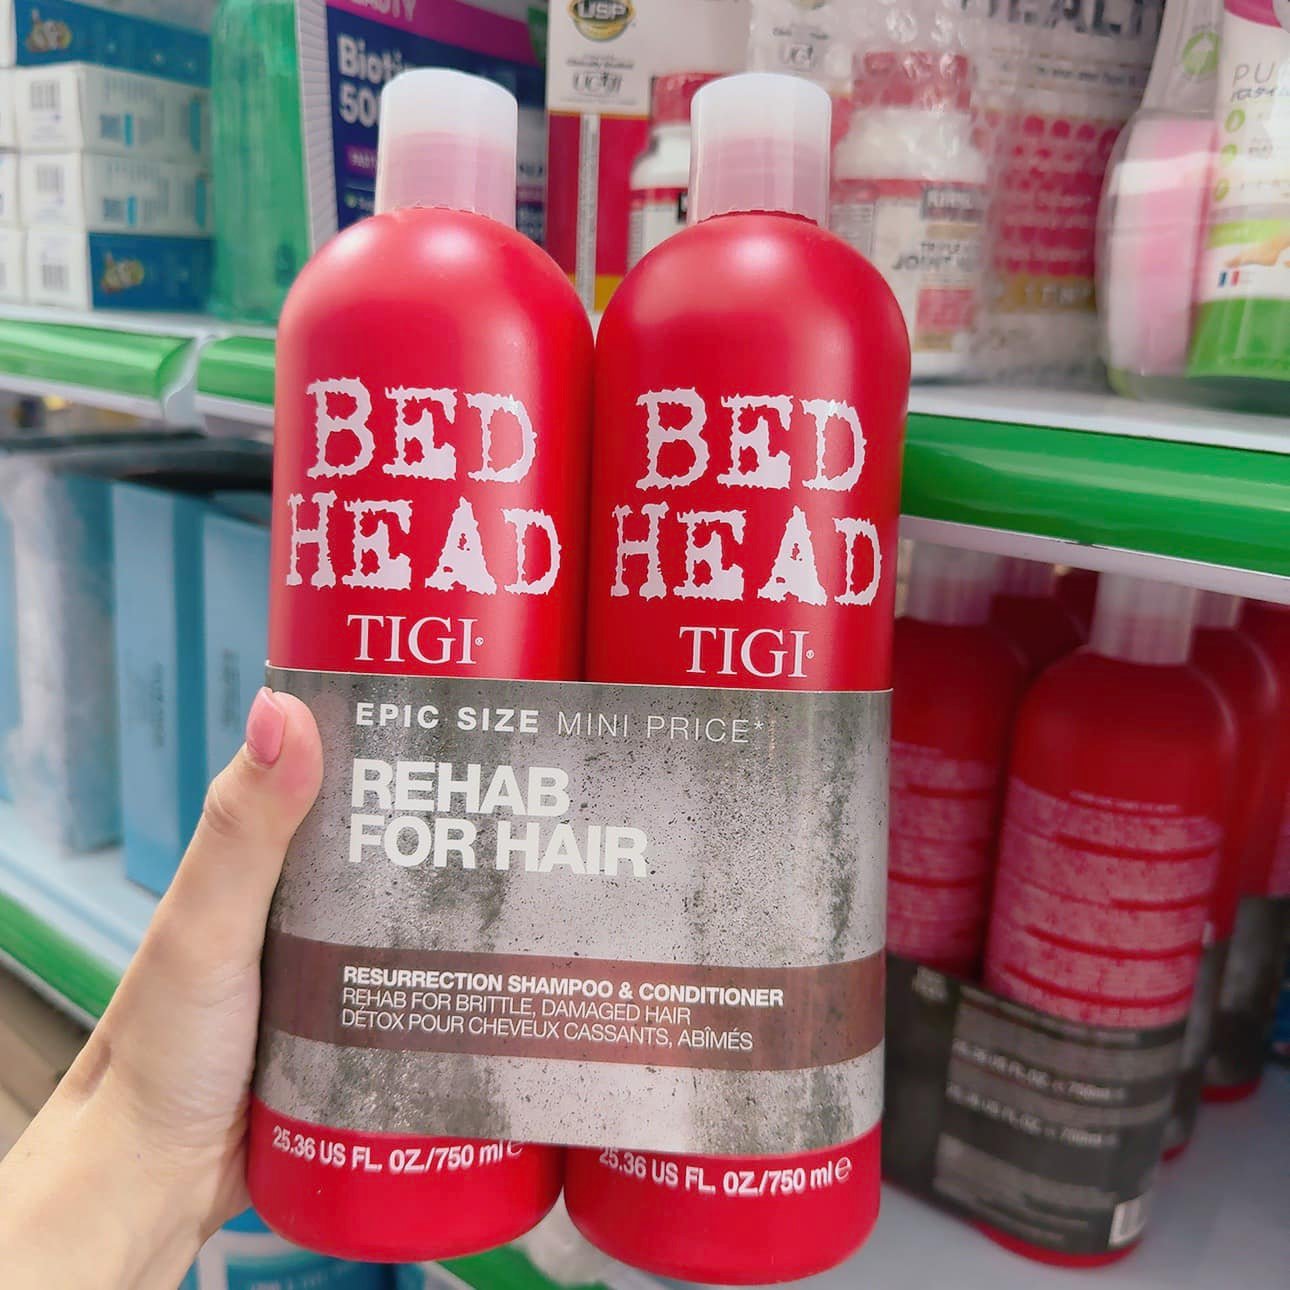 BED
HEAD
TIGI
BED
HEAD
TIGI
EPIC SIZE MINI PRICE*
REHAB
FOR HAIR
RESURRECTION SHAMPOO & CONDITIONER
REHAB FOR BRITTLE, DAMAGED HAIR
DÉTOX POUR CHEVEUX CASSANTS, ABÎMÉS
25.36 US FL. OZ./750 ml ℮
25.36 US FL. OZ./750 ml ℮
USP